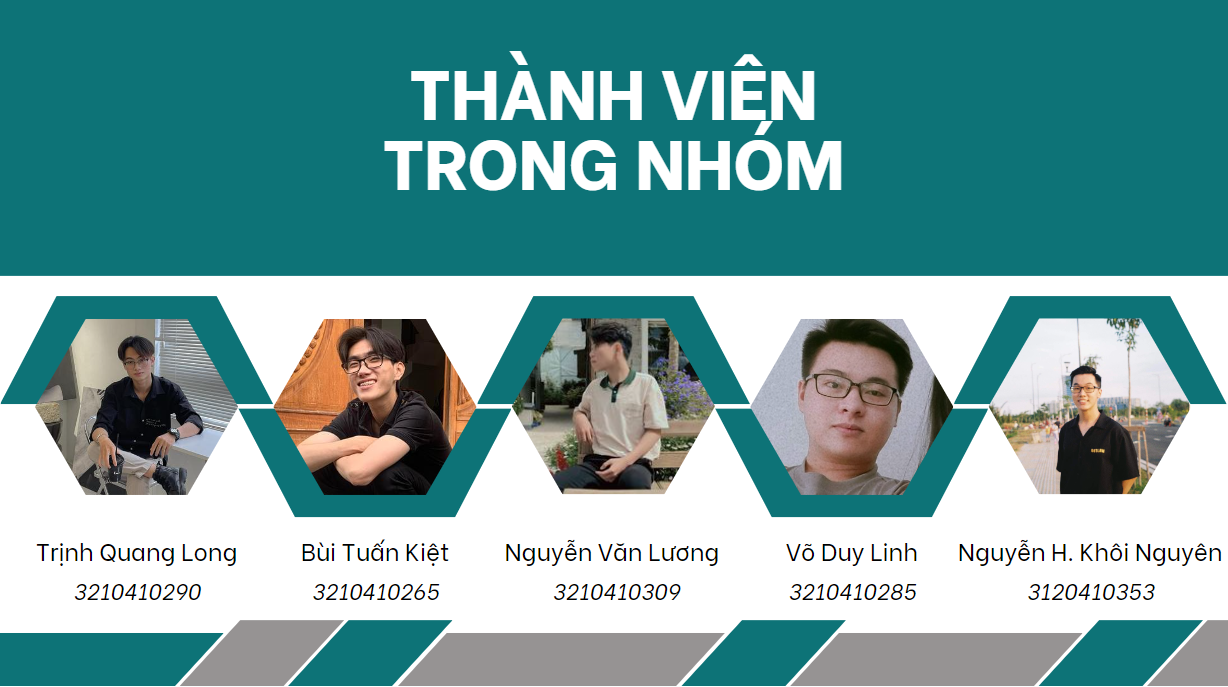 THÀNH VIÊN
TRONG NHÓM
Trịnh Quang Long
Bùi Tuấn Kiệt
Nguyễn Văn Lương
Võ Duy Linh
Nguyễn H. Khôi Nguyên
3210410290
3210410265
3210410309
3210410285
3120410353